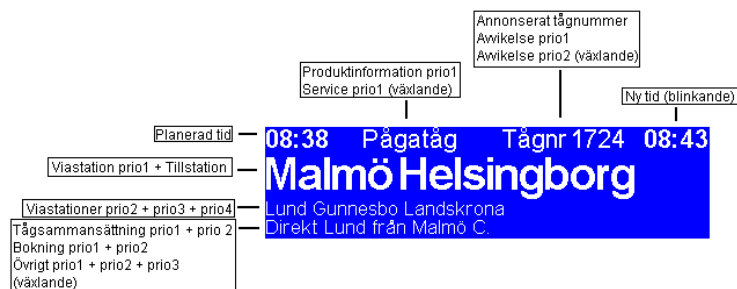 Annonserat tågnummer
Avvikelse prio1
Avvikelse prio2 (växlande)
Produktinformation prio1
Service prio1 (växlande)
Ny tid (blinkande)
Planerad tid
08:38 Pågatåg Tågnr 1724 08:43
Viastation prio1 + Tillstation
Malmö Helsingborg
Viastationer prio2 + prio3 + prio4
Lund Gunnesbo Landskrona
Tågsammansättning prio1 + prio 2
Bokning prio1 + prio2
Övrigt prio1 + prio2 + prio3
(växlande)
Direkt Lund från Malmö C.